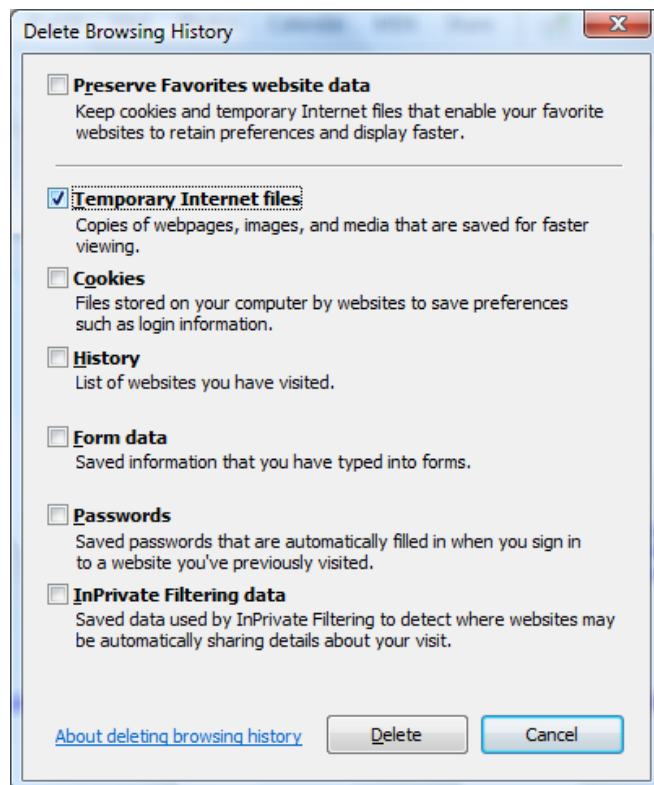 Delete Browsing History
Preserve Favorites website data
Keep cookies and temporary Internet files that enable your favorite
websites to retain preferences and display faster.
Temporary Internet files
Copies of webpages, images, and media that are saved for faster
viewing.
Cookies
Files stored on your computer by websites to save preferences
such as login information.
History
List of websites you have visited.
Form data
Saved information that you have typed into forms.
Passwords
Saved passwords that are automatically filled in when you sign in
to a website you've previously visited.
InPrivate Filtering data
Saved data used by InPrivate Filtering to detect where websites may
be automatically sharing details about your visit.
About deleting browsing history Delete Cancel